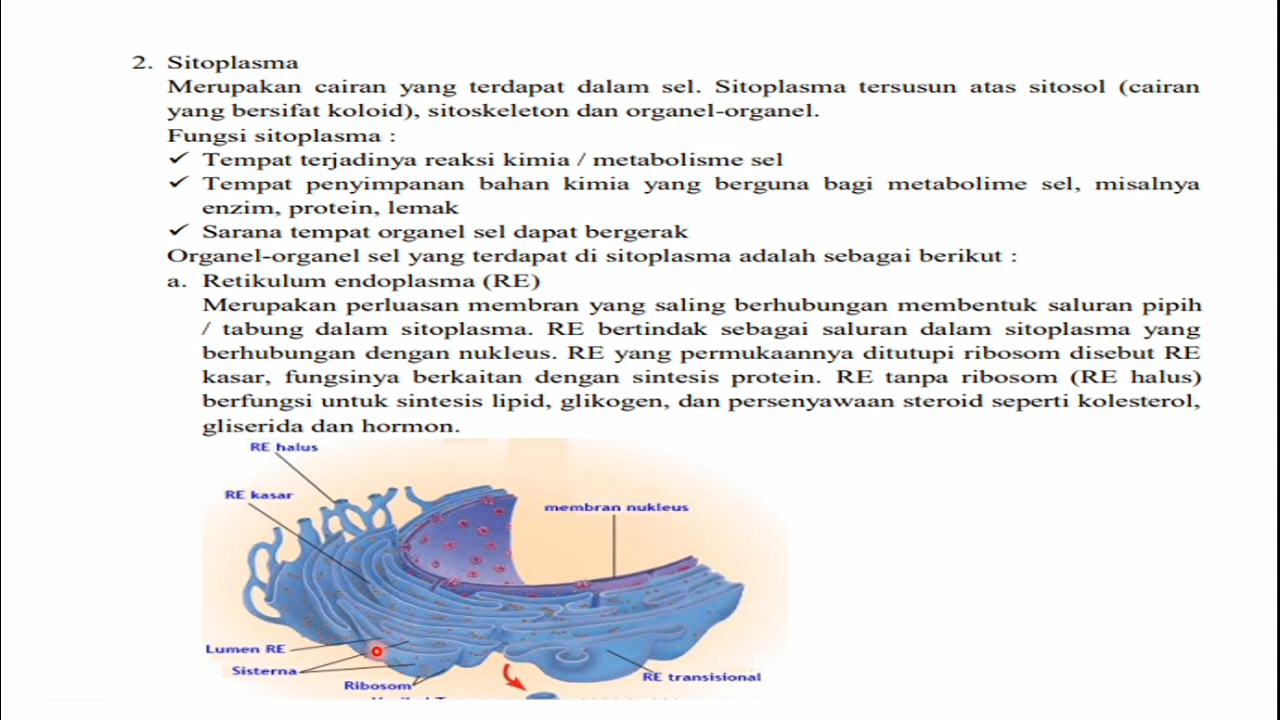 2. Sitoplasma
Merupakan cairan yang terdapat dalam sel. Sitoplasma tersusun atas sitosol (cairan
yang bersifat koloid), sitoskeleton dan organel-organel.
Fungsi sitoplasma :
✓ Tempat terjadinya reaksi kimia / metabolisme sel
✓ Tempat penyimpanan bahan kimia yang berguna bagi metabolime sel, misalnya
enzim, protein, lemak
✓ Sarana tempat organel sel dapat bergerak
Organel-organel sel yang terdapat di sitoplasma adalah sebagai berikut :
a. Retikulum endoplasma (RE)
Merupakan perluasan membran yang saling berhubungan membentuk saluran pipih
/ tabung dalam sitoplasma. RE bertindak sebagai saluran dalam sitoplasma yang
berhubungan dengan nukleus. RE yang permukaannya ditutupi ribosom disebut RE
kasar, fungsinya berkaitan dengan sintesis protein. RE tanpa ribosom (RE halus)
berfungsi untuk sintesis lipid, glikogen, dan persenyawaan steroid seperti kolesterol,
gliserida dan hormon.
RE halus
RE kasar
membran nukleus
Lumen RE
Sisterna
Ribosom
RE transisional